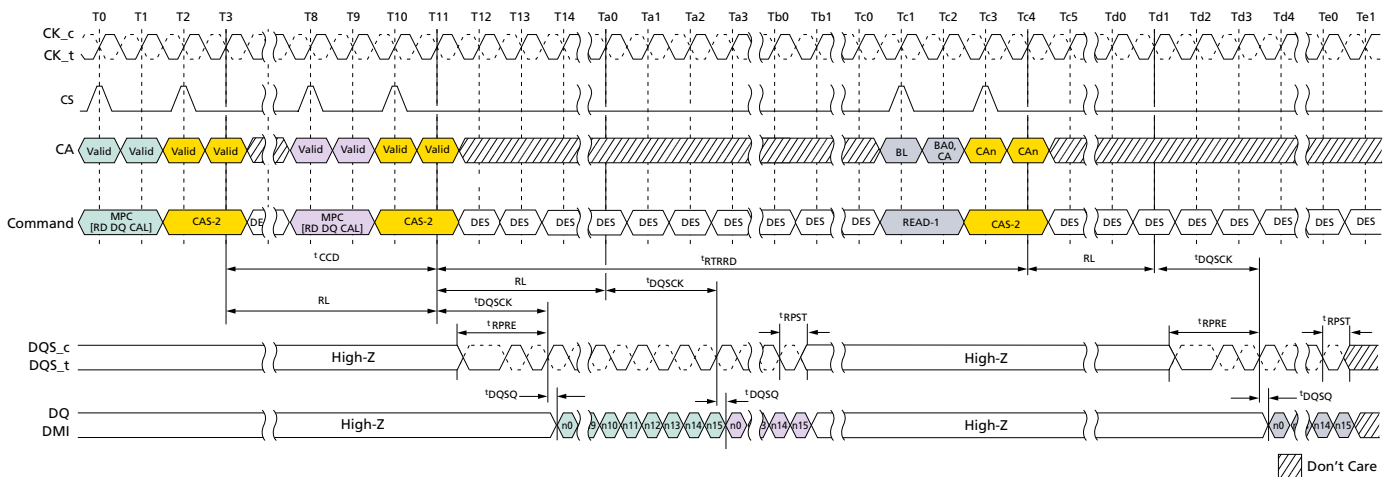 T0 T1 T2 T3 T8 T9 T10 T11 T12 T13 T14 Ta0 Ta1 Ta2 Ta3 Tb0 Tb1 Tc0 Tc1 Tc2 Tc3 Tc4 Tc5 Td0 Td1 Td2 Td3 Td4 Te0 Te1
CK_c
CK_t
CS
CA Valid Valid Valid Valid Valid Valid Valid Valid BL BA0, CA CAn CAn
Command MPC [RD DQ CAL] CAS-2 DE MPC [RD DQ CAL] CAS-2 DES DES DES DES DES DES DES DES DES DES READ-1 CAS-2 DES DES DES DES DES DES DES DES
tCCD tRTRRD RL tDQSCK
RL tDQSCK
RL tDQSCK
tRPRE tRPST tRPRE tRPST
DQS_c
DQS_t
High-Z High-Z
tDQSQ tDQSQ tDQSQ
DQ
DMI
High-Z n0 9 n10 n11 n12 n13 n14 n15 n0 3 n14 n15 High-Z n0 n14 n15
Don't Care